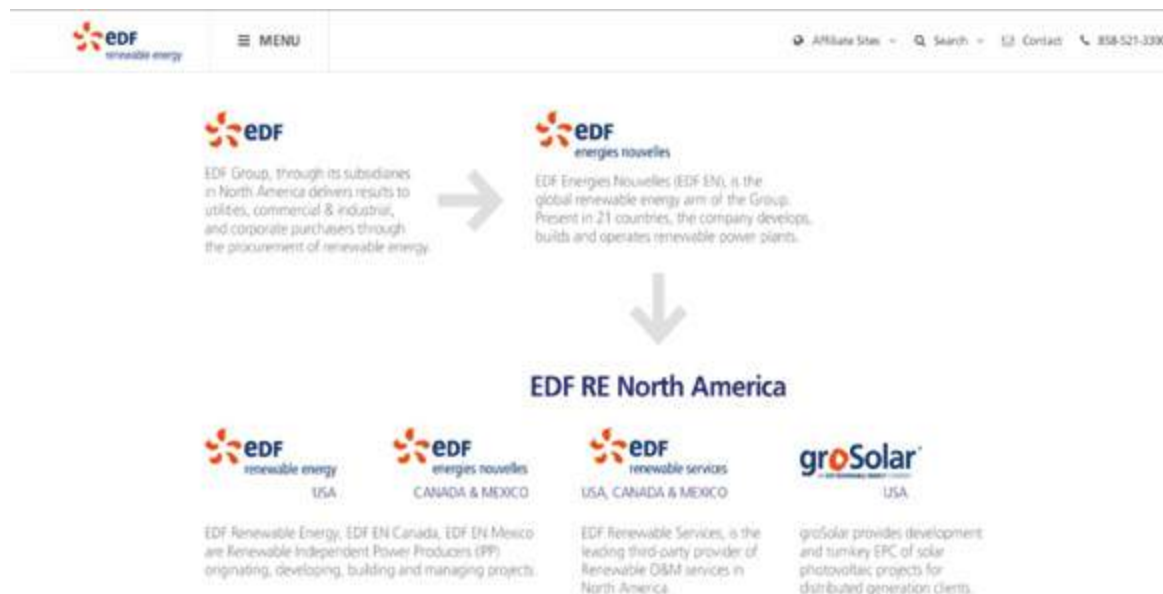 eDF
renewable energy
MENU
Affiliate Sites
Search
Contact
858-521-3300
eDF
EDF Group, through its subsidiaries
in North America delivers results to
utilities, commercial & industrial,
and corporate purchasers through
the procurement of renewable energy.
eDF
energies nouvelles
EDF Energies Nouvelles (EDF EN), is the
global renewable energy arm of the Group.
Present in 21 countries, the company develops,
builds and operates renewable power plants.
EDF RE North America
eDF
renewable energy
USA
eDF
energies nouvelles
CANADA & MEXICO
eDF
renewable services
USA, CANADA & MEXICO
groSolar
USA
EDF Renewable Energy, EDF EN Canada, EDF EN Mexico
are Renewable Independent Power Producers (IPP)
originating, developing, building and managing projects.
EDF Renewable Services, is the
leading third-party provider of
Renewable O&M services in
North America
groSolar provides development
and turnkey EPC of solar
photovoltaic projects for
distributed generation clients.